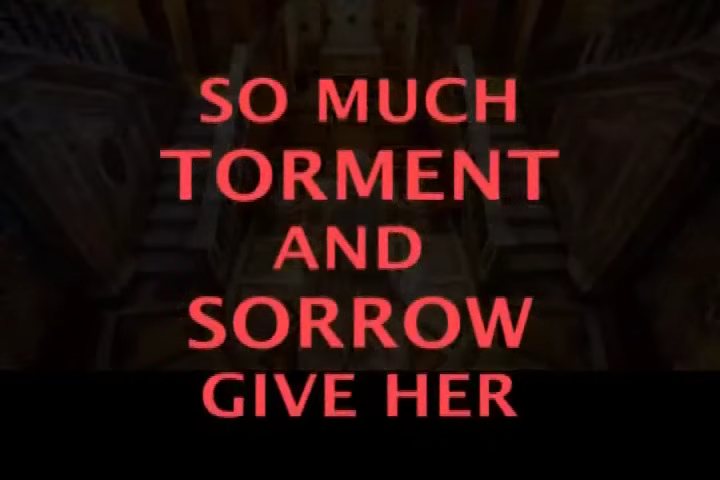 SO MUCH
TORMENT
AND
SORROW
GIVE HER